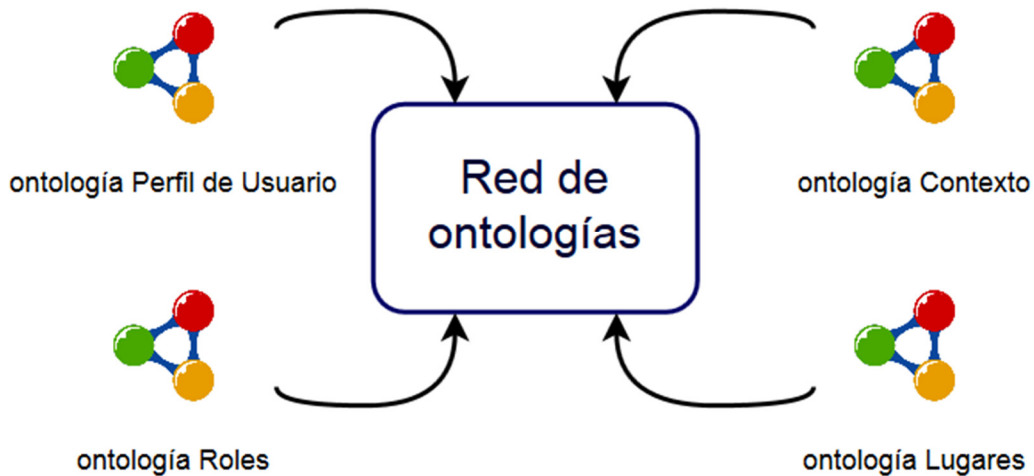 ontología Perfil de Usuario
ontología Contexto
Red de
ontologías
ontología Roles
ontología Lugares